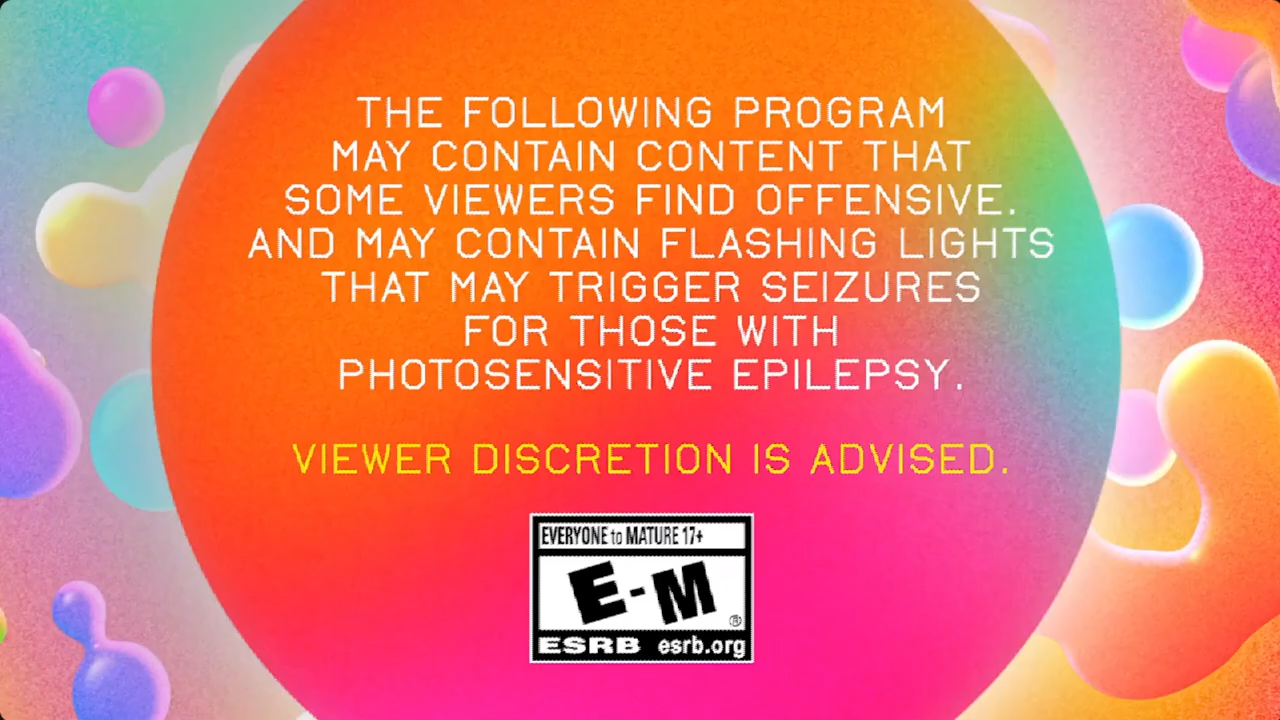 THE FOLLOWING PROGRAM
MAY CONTAIN CONTENT THAT
SOME VIEWERS FIND OFFENSIVE.
AND MAY CONTAIN FLASHING LIGHTS
THAT MAY TRIGGER SEIZURES
FOR THOSE WITH
PHOTOSENSITIVE EPILEPSY.
VIEWER DISCRETION IS ADVISED.
EVERYONE to MATURE 17+
E-M
®
ESRB esrb.org